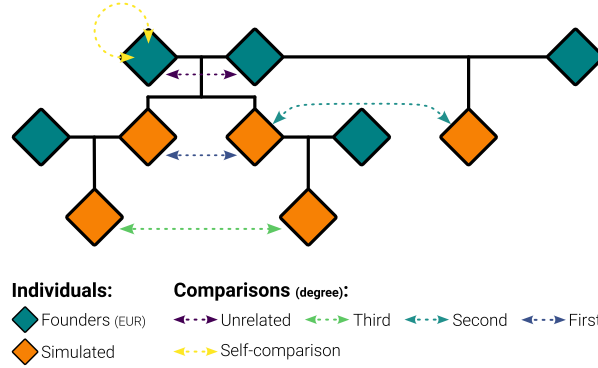 Individuals: Comparisons (degree):
Founders (EUR) Unrelated Third Second First
Simulated Self-comparison